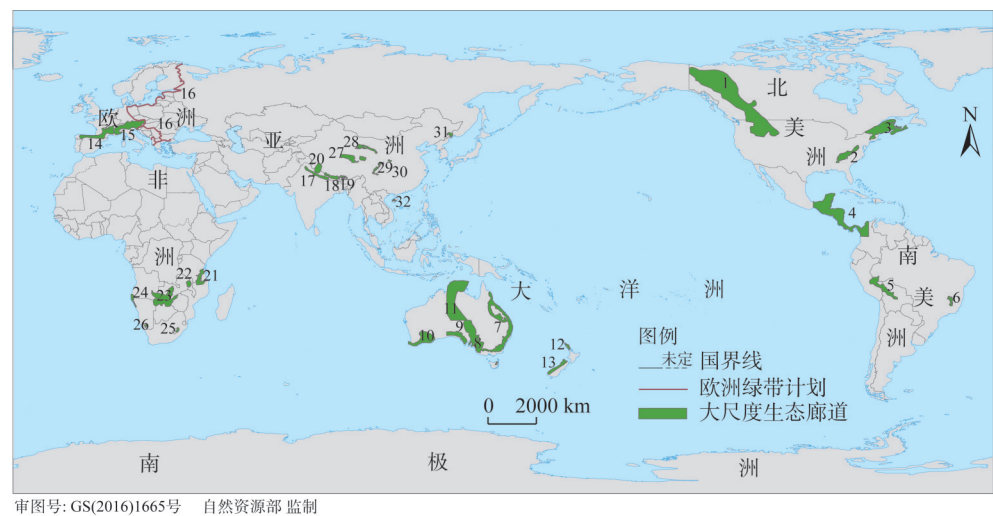 北
美
洲
欧
洲
亚
洲
非
洲
大 洋 洲
南
美
洲
南 极 洲
1
2
3
4
5
6
7
8
9
10
11
12
13
14
15
16
16
17
18
19
20
21
22
23
24
25
26
27
28
29
30
31
32
N
图例
未定 国界线
欧洲绿带计划
大尺度生态廊道
0 2000 km
审图号: GS(2016)1665号 自然资源部 监制